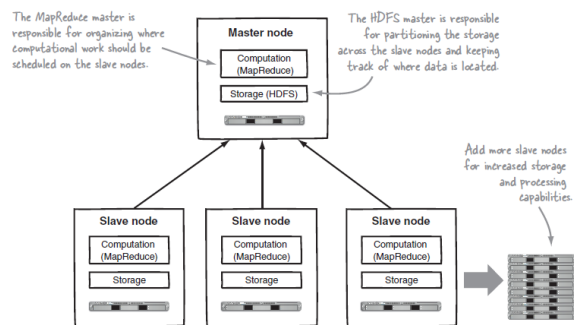 The MapReduce master is
responsible for organizing where
computational work should be
scheduled on the slave nodes.
Master node
Computation
(MapReduce)
Storage (HDFS)
The HDFS master is responsible
for partitioning the storage
across the slave nodes and keeping
track of where data is located.
Add more slave nodes
for increased storage
and processing
capabilities.
Slave node
Computation
(MapReduce)
Storage
Slave node
Computation
(MapReduce)
Storage
Slave node
Computation
(MapReduce)
Storage